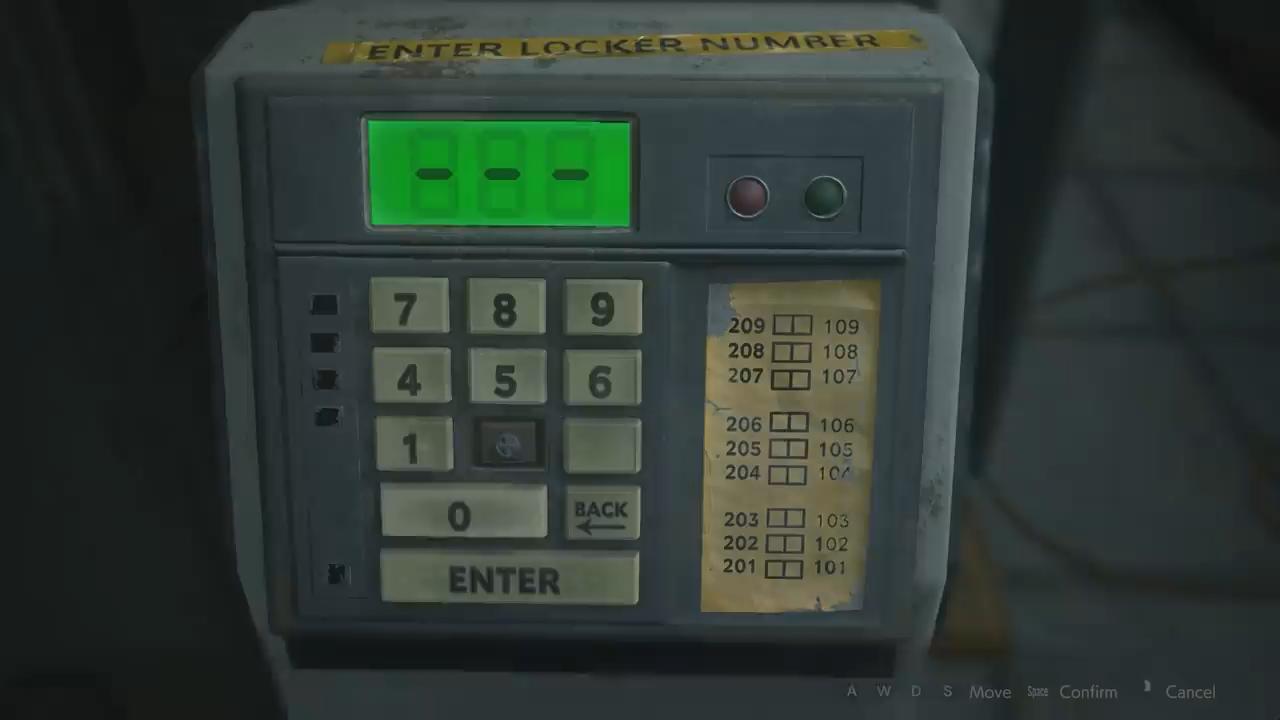 ENTER LOCKER NUMBER
- - -
7 8 9
4 5 6
1
0 BACK
ENTER
209 109
208 108
207 107
206 106
205 105
204 104
203 103
202 102
201 101
A W D S Move Space Confirm Cancel